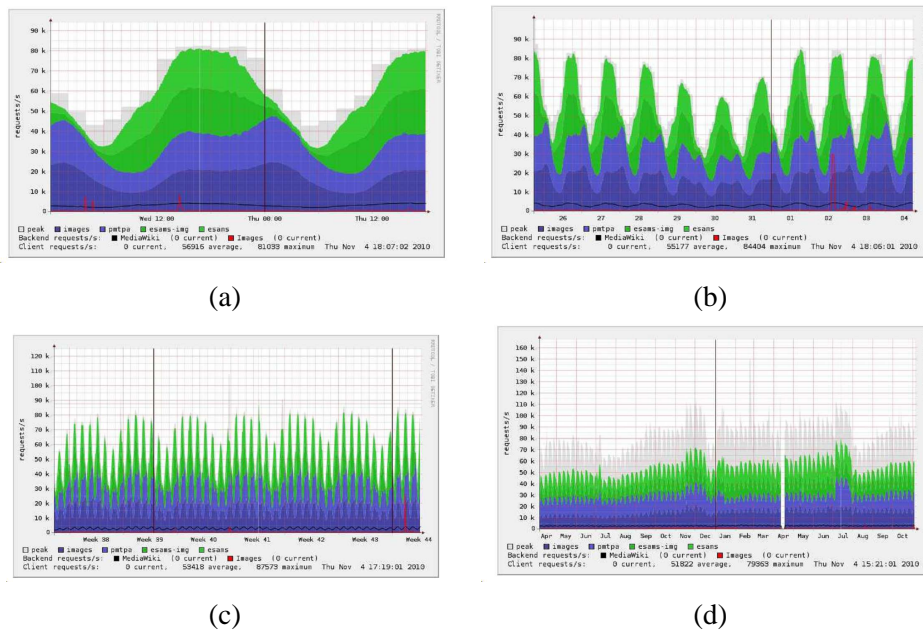 90 k
80 k
70 k
60 k
50 k
40 k
30 k
20 k
10 k
0
requests/s
Wed 12:00 Thu 00:00 Thu 12:00
peak images pmtpa esams-img esams
Backend requests/s: MediaWiki (0 current) Images (0 current)
Client requests/s: 0 current, 56916 average, 81033 maximum Thu Nov 4 18:07:02 2010
(a)
90 k
80 k
70 k
60 k
50 k
40 k
30 k
20 k
10 k
0
requests/s
26 27 28 29 30 31 01 02 03 04
peak images pmtpa esams-img esams
Backend requests/s: MediaWiki (0 current) Images (0 current)
Client requests/s: 0 current, 55177 average, 84404 maximum Thu Nov 4 18:06:01 2010
(b)
120 k
110 k
100 k
90 k
80 k
70 k
60 k
50 k
40 k
30 k
20 k
10 k
0
requests/s
Week 38 Week 39 Week 40 Week 41 Week 42 Week 43 Week 44
peak images pmtpa esams-img esams
Backend requests/s: MediaWiki (0 current) Images (0 current)
Client requests/s: 0 current, 53418 average, 87573 maximum Thu Nov 4 17:19:01 2010
(c)
160 k
150 k
140 k
130 k
120 k
110 k
100 k
90 k
80 k
70 k
60 k
50 k
40 k
30 k
20 k
10 k
0
requests/s
Apr May Jun Jul Aug Sep Oct Nov Dec Jan Feb Mar Apr May Jun Jul Aug Sep Oct
peak images pmtpa esams-img esams
Backend requests/s: MediaWiki (0 current) Images (0 current)
Client requests/s: 0 current, 51822 average, 79363 maximum Thu Nov 4 15:21:01 2010
(d)